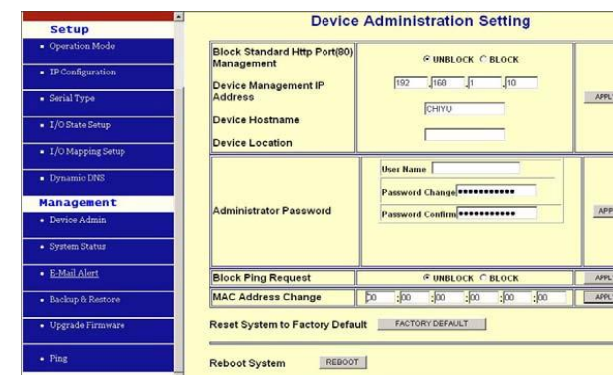 Setup
Operation Mode
IP Configuration
Serial Type
I/O State Setup
I/O Mapping Setup
Dynamic DNS
Management
Device Admin
System Status
E-Mail Alert
Backup & Restore
Upgrade Firmware
Ping
Device Administration Setting
Block Standard Http Port(80)
Management
UNBLOCK BLOCK
Device Management IP
Address
192 .168 .1 .10
APPL
Device Hostname
CHIYU
Device Location
Administrator Password
User Name
Password Change ●●●●●●●●●●●
Password Confirm ●●●●●●●●●●●
APP
Block Ping Request
UNBLOCK BLOCK
APPL
MAC Address Change
00 :00 :00 :00 :00 :00
APPL
Reset System to Factory Default FACTORY DEFAULT
Reboot System REBOOT